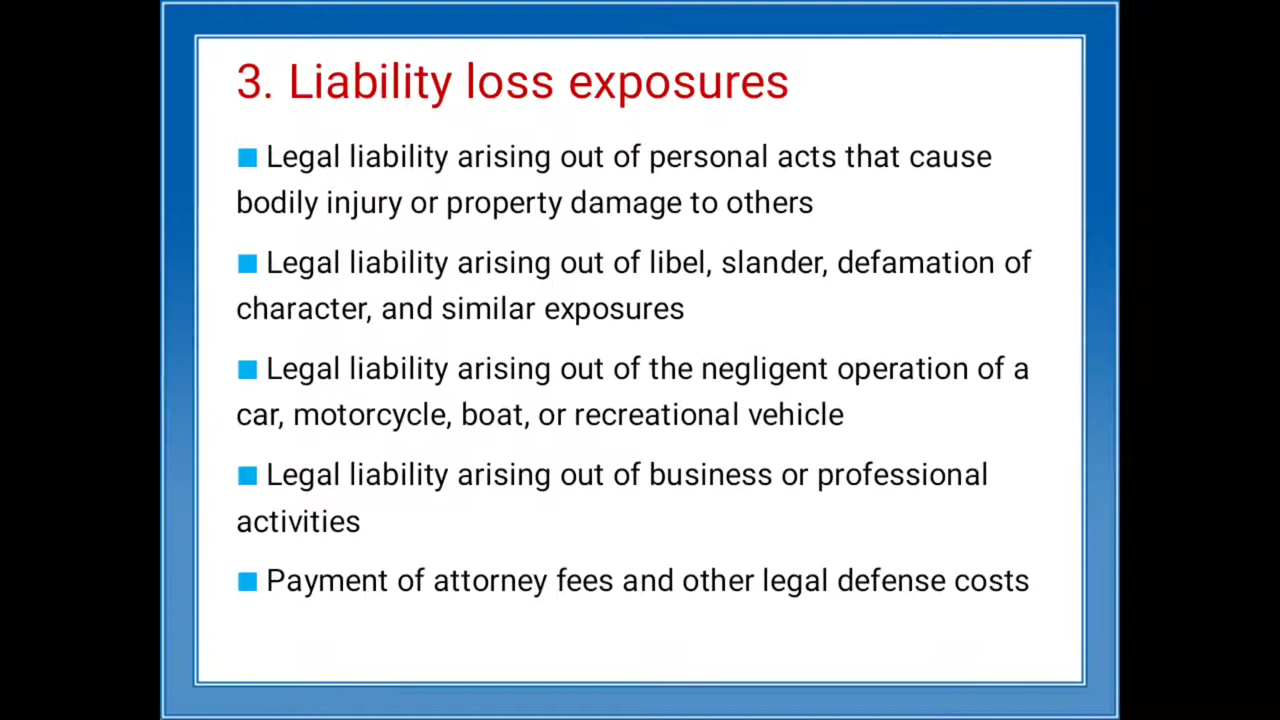 3. Liability loss exposures
■ Legal liability arising out of personal acts that cause
bodily injury or property damage to others
■ Legal liability arising out of libel, slander, defamation of
character, and similar exposures
■ Legal liability arising out of the negligent operation of a
car, motorcycle, boat, or recreational vehicle
■ Legal liability arising out of business or professional
activities
■ Payment of attorney fees and other legal defense costs